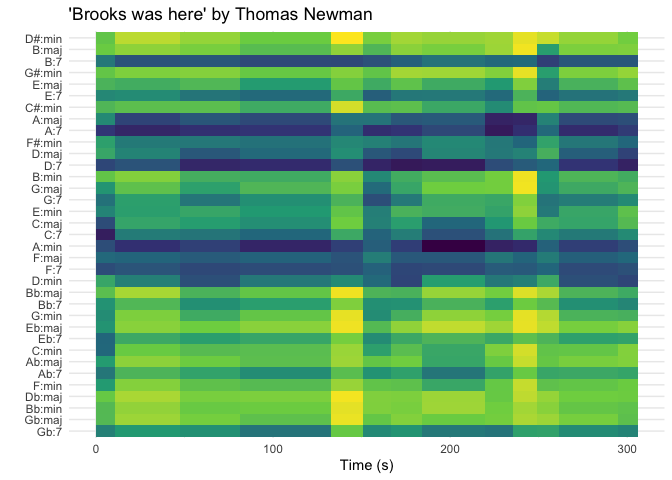 'Brooks was here' by Thomas Newman
D#:min
B:maj
B:7
G#:min
E:maj
E:7
C#:min
A:maj
A:7
F#:min
D:maj
D:7
B:min
G:maj
G:7
E:min
C:maj
C:7
A:min
F:maj
F:7
D:min
Bb:maj
Bb:7
G:min
Eb:maj
Eb:7
C:min
Ab:maj
Ab:7
F:min
Db:maj
Bb:min
Gb:maj
Gb:7
0 100 200 300
Time (s)